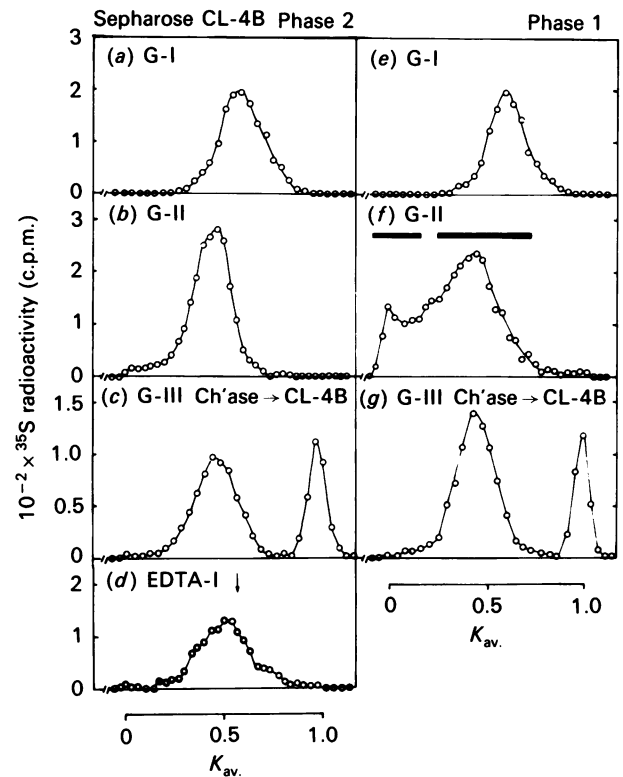 Sepharose CL-4B Phase 2 Phase 1
3
(a) G-I
(e) G-I
2
1
0
(b) G-II
(f) G-II
3
2
1
0
(c) G-III Ch'ase → CL-4B
(g) G-III Ch'ase → CL-4B
1.5
1.0
0.5
0
(d) EDTA-I ↓
2
1
0
10⁻² × ³⁵S radioactivity (c.p.m.)
0 0.5 1.0
Kav.
0 0.5 1.0
Kav.